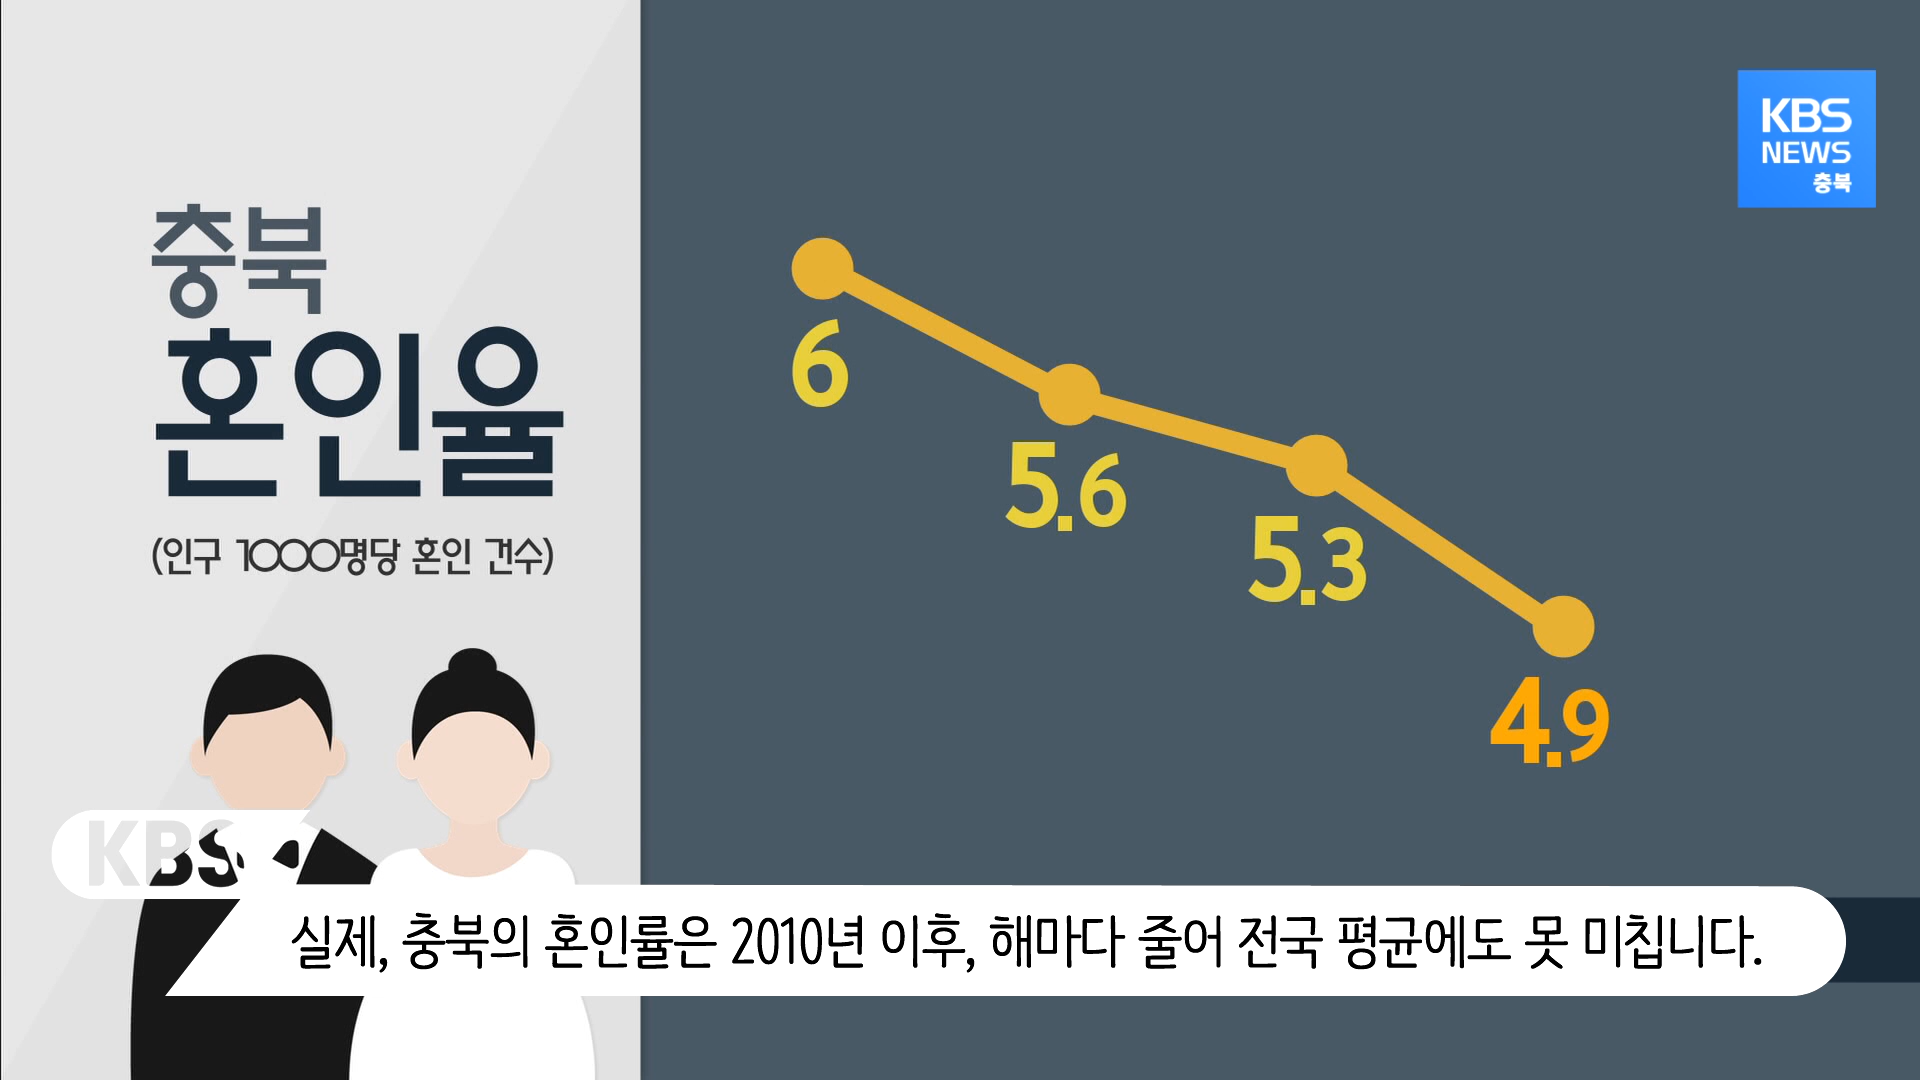 충북
혼인율
(인구 1000명당 혼인 건수)
KBS
NEWS
충북
6
5.6
5.3
4.9
KBS
실제, 충북의 혼인률은 2010년 이후, 해마다 줄어 전국 평균에도 못 미칩니다.